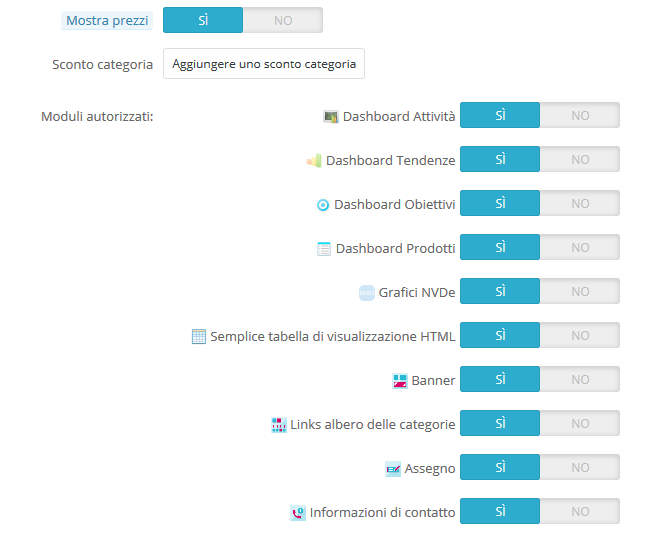 Mostra prezzi SÌ NO
Sconto categoria Aggiungere uno sconto categoria
Moduli autorizzati: Dashboard Attività SÌ NO
Dashboard Tendenze SÌ NO
Dashboard Obiettivi SÌ NO
Dashboard Prodotti SÌ NO
Grafici NVDe SÌ NO
Semplice tabella di visualizzazione HTML SÌ NO
Banner SÌ NO
Links albero delle categorie SÌ NO
Assegno SÌ NO
Informazioni di contatto SÌ NO